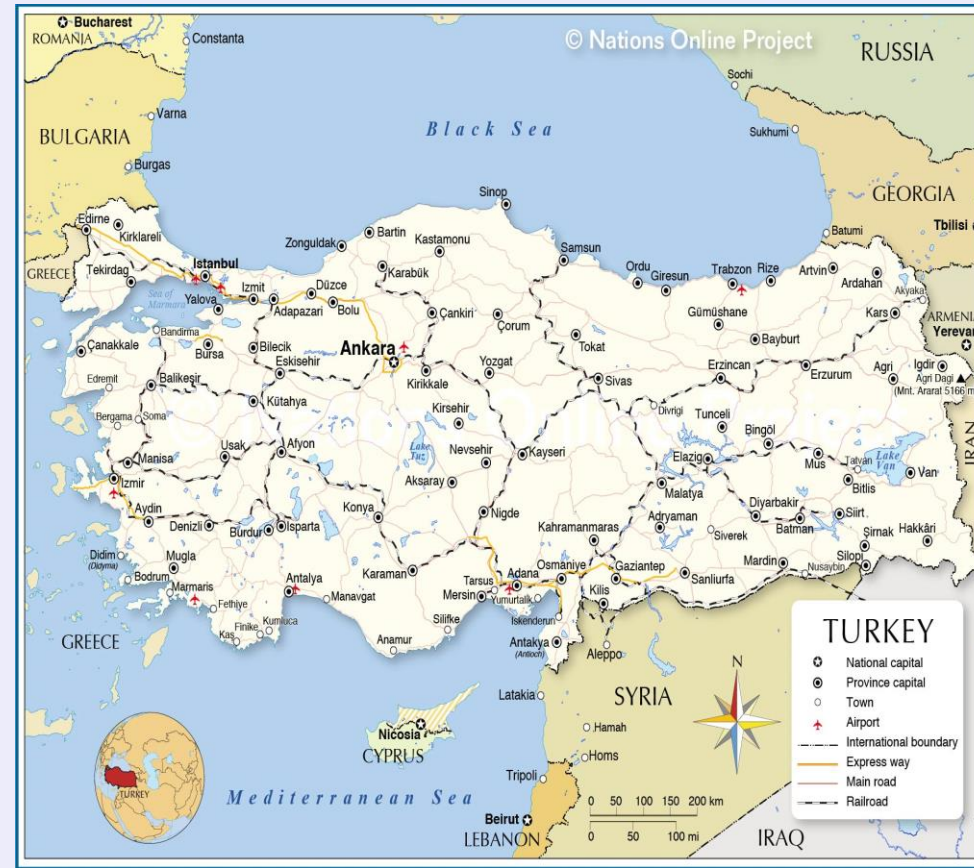 © Nations Online Project
Bucharest
ROMANIA
Constanta
RUSSIA
Sochi
Varna
BULGARIA
Black Sea
Sukhumi
Burgas
GEORGIA
Sinop
Tbilisi
Edirne
Kirklareli
Bartin
Kastamonu
Zonguldak
Samsun
Batumi
GREECE
Tekirdag
Istanbul
Karabük
Ordu
Giresun
Trabzon
Rize
Artvin
Ardahan
Sea of
Marmara
Yalova
Izmit
Düzce
Adapazari
Bolu
Akyaka
Bandirma
Çankiri
Çorum
Gümüshane
Kars
ARMENIA
Yerevan
Çanakkale
Bursa
Bilecik
Eskisehir
Ankara
Tokat
Bayburt
Edremit
Balikeşir
Kirikkale
Yozgat
Sivas
Erzincan
Erzurum
Agri
Igdir
Agri Dagi
(Mnt. Ararat 5166 m
Kütahya
Bergama
Soma
Kirsehir
Divrigi
Tunceli
Bingöl
IRAN
Manisa
Usak
Afyon
Lake
Tuz
Nevsehir
Kayseri
Elazig
Mus
Tatvan
Lake
Van
Van
Izmir
Aksaray
Malatya
Bitlis
Aydin
Denizli
Burdur
Isparta
Konya
Nigde
Kahramanmaras
Adryaman
Siverek
Diyarbakir
Batman
Siirt
Şirnak
Hakkâri
Didim
(Didyma)
Mugla
Karaman
Tarsus
Adana
Osmaniye
Gaziantep
Sanliurfa
Mardin
Nusaybin
Silopi
Bodrum
Marmaris
Antalya
Manavgat
Mersin
Yumurtalik
Kilis
Fethiye
Finike
Kumluca
Kaş
Silifke
Iskenderun
GREECE
Anamur
Antakya
(Antioch)
Aleppo
TURKEY
National capital
Province capital
Town
Airport
International boundary
Express way
Main road
Railroad
N
Latakia
SYRIA
Nicosia
CYPRUS
Hamah
Homs
Tripoli
TURKEY
Mediterranean Sea
0 50 100 150 200 km
0 50 100 mi
Beirut
LEBANON
IRAQ